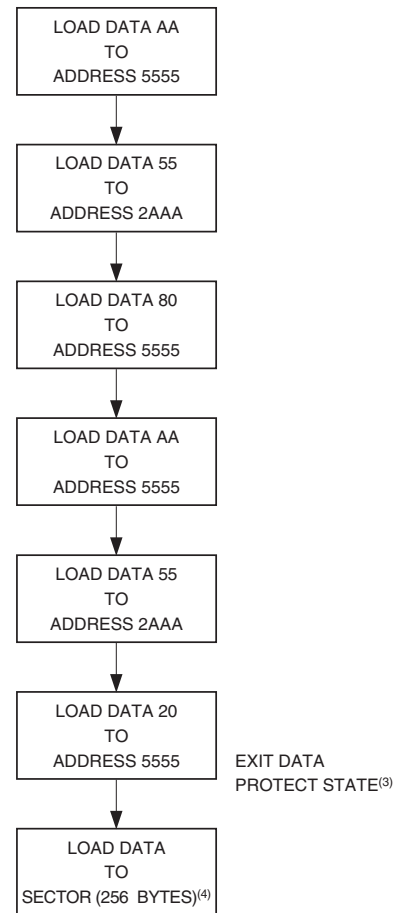 LOAD DATA AA
TO
ADDRESS 5555
LOAD DATA 55
TO
ADDRESS 2AAA
LOAD DATA 80
TO
ADDRESS 5555
LOAD DATA AA
TO
ADDRESS 5555
LOAD DATA 55
TO
ADDRESS 2AAA
LOAD DATA 20
TO
ADDRESS 5555
EXIT DATA
PROTECT STATE(3)
LOAD DATA
TO
SECTOR (256 BYTES)(4)